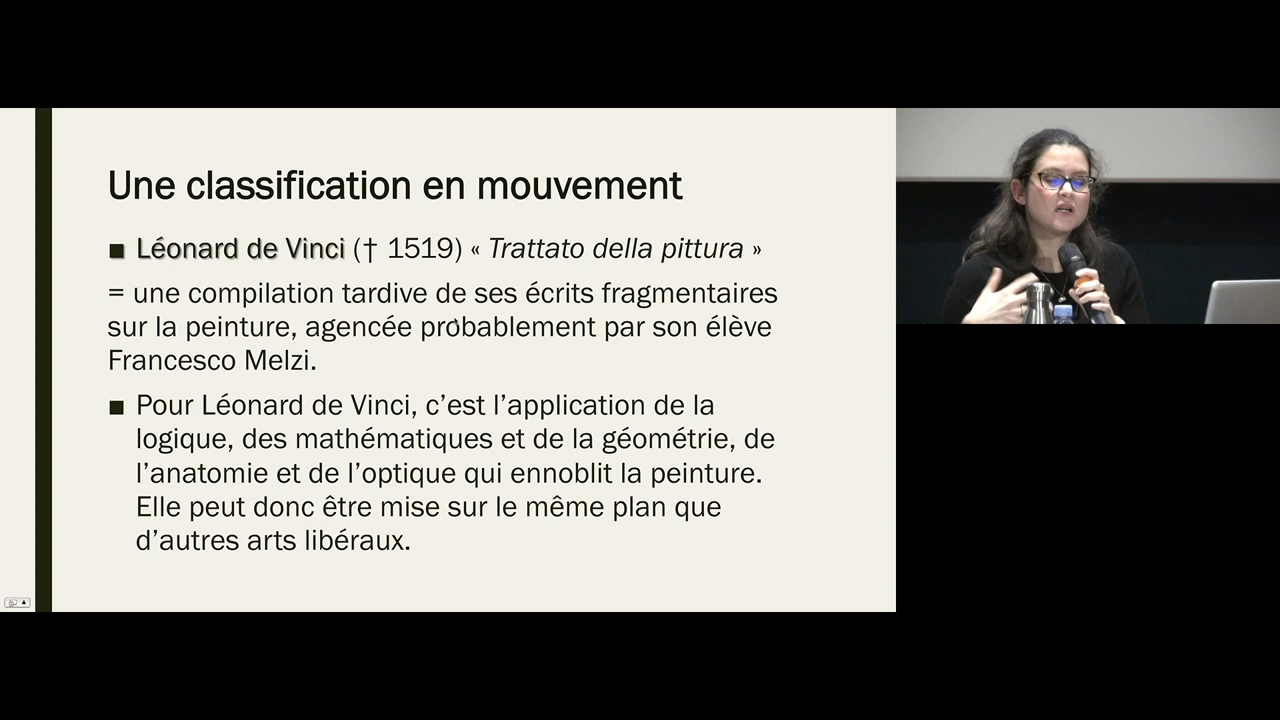 Une classification en mouvement
■ Léonard de Vinci († 1519) « Trattato della pittura »
= une compilation tardive de ses écrits fragmentaires
sur la peinture, agencée probablement par son élève
Francesco Melzi.
■ Pour Léonard de Vinci, c’est l’application de la
logique, des mathématiques et de la géométrie, de
l’anatomie et de l’optique qui ennoblit la peinture.
Elle peut donc être mise sur le même plan que
d’autres arts libéraux.